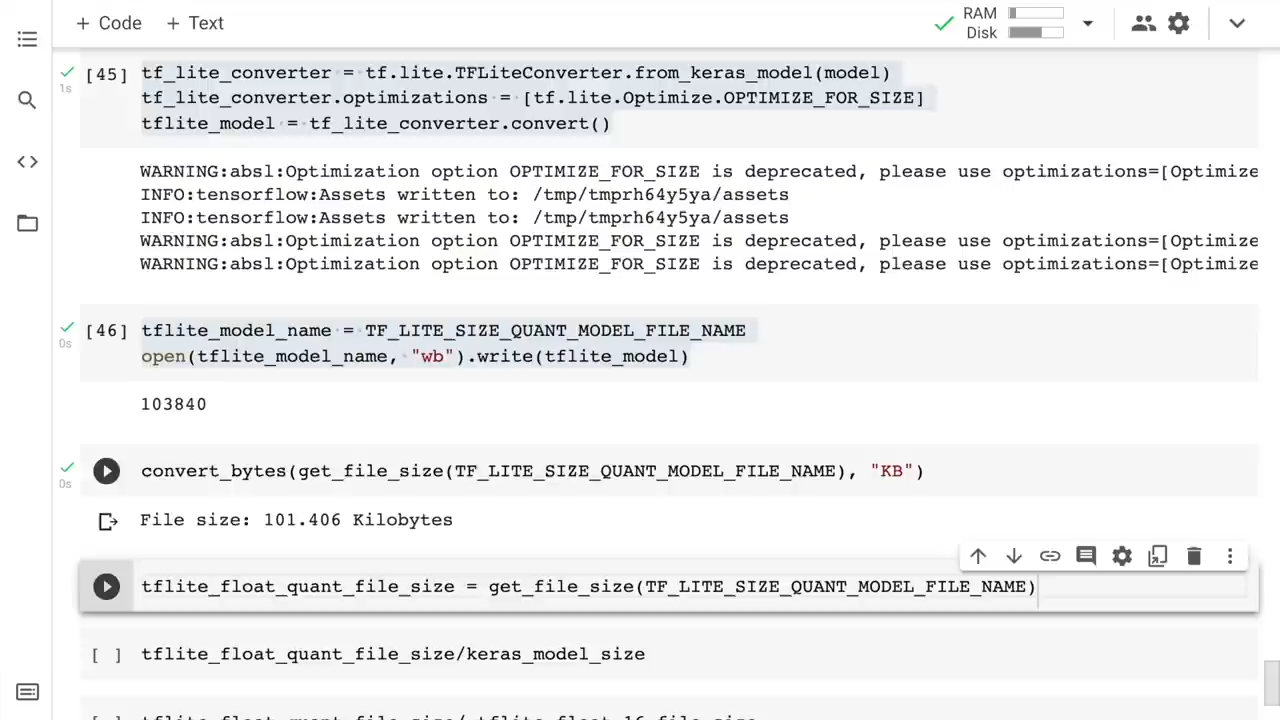 + Code + Text
RAM
Disk
[45] tf_lite_converter = tf.lite.TFLiteConverter.from_keras_model(model)
1s
tf_lite_converter.optimizations = [tf.lite.Optimize.OPTIMIZE_FOR_SIZE]
tflite_model = tf_lite_converter.convert()
WARNING:absl:Optimization option OPTIMIZE_FOR_SIZE is deprecated, please use optimizations=[Optimize
INFO:tensorflow:Assets written to: /tmp/tmprh64y5ya/assets
INFO:tensorflow:Assets written to: /tmp/tmprh64y5ya/assets
WARNING:absl:Optimization option OPTIMIZE_FOR_SIZE is deprecated, please use optimizations=[Optimize
WARNING:absl:Optimization option OPTIMIZE_FOR_SIZE is deprecated, please use optimizations=[Optimize
[46] tflite_model_name = TF_LITE_SIZE_QUANT_MODEL_FILE_NAME
0s
open(tflite_model_name, "wb").write(tflite_model)
103840
convert_bytes(get_file_size(TF_LITE_SIZE_QUANT_MODEL_FILE_NAME), "KB")
0s
File size: 101.406 Kilobytes
tflite_float_quant_file_size = get_file_size(TF_LITE_SIZE_QUANT_MODEL_FILE_NAME)
[ ] tflite_float_quant_file_size/keras_model_size